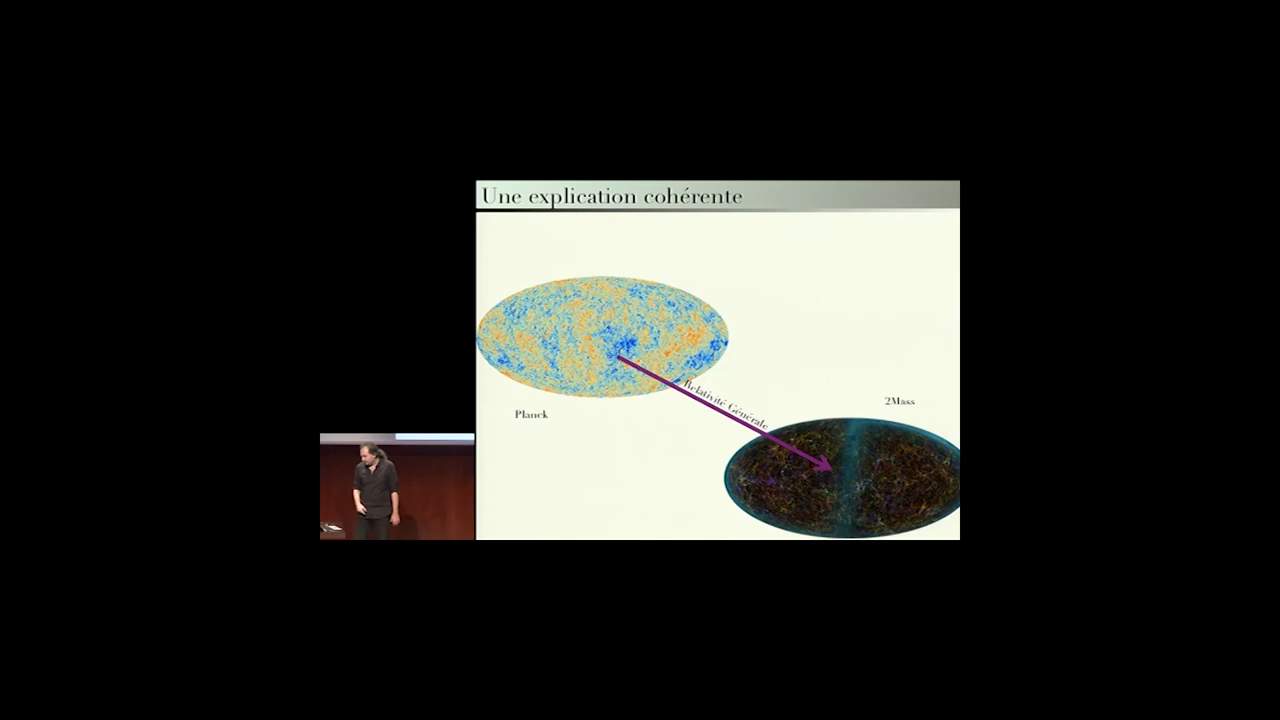 Une explication cohérente
Relativité Générale
2Mass
Planck